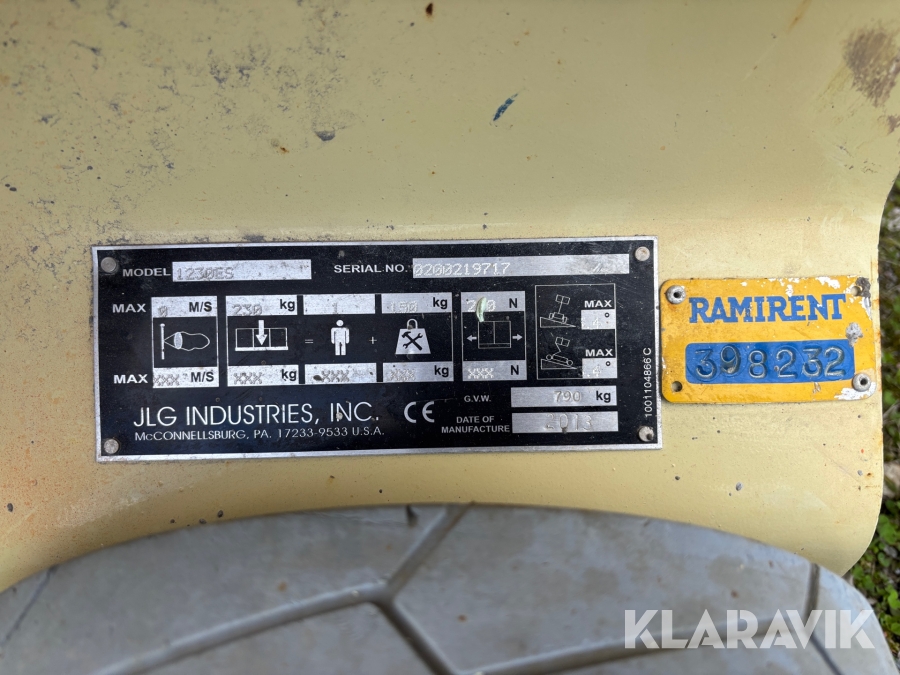 MODEL 1230ES SERIAL NO. 0200219717
MAX 0 M/S 230 kg 1 150 kg N MAX °
= +
MAX XXX M/S XXX kg XXX XXX kg XXX N MAX 4 °
G.V.W. 790 kg
JLG INDUSTRIES, INC. CE
McCONNELLSBURG, PA. 17233-9533 U.S.A.
DATE OF MANUFACTURE 2013
1001104866 C
RAMIRENT
398232
KLARAVIK